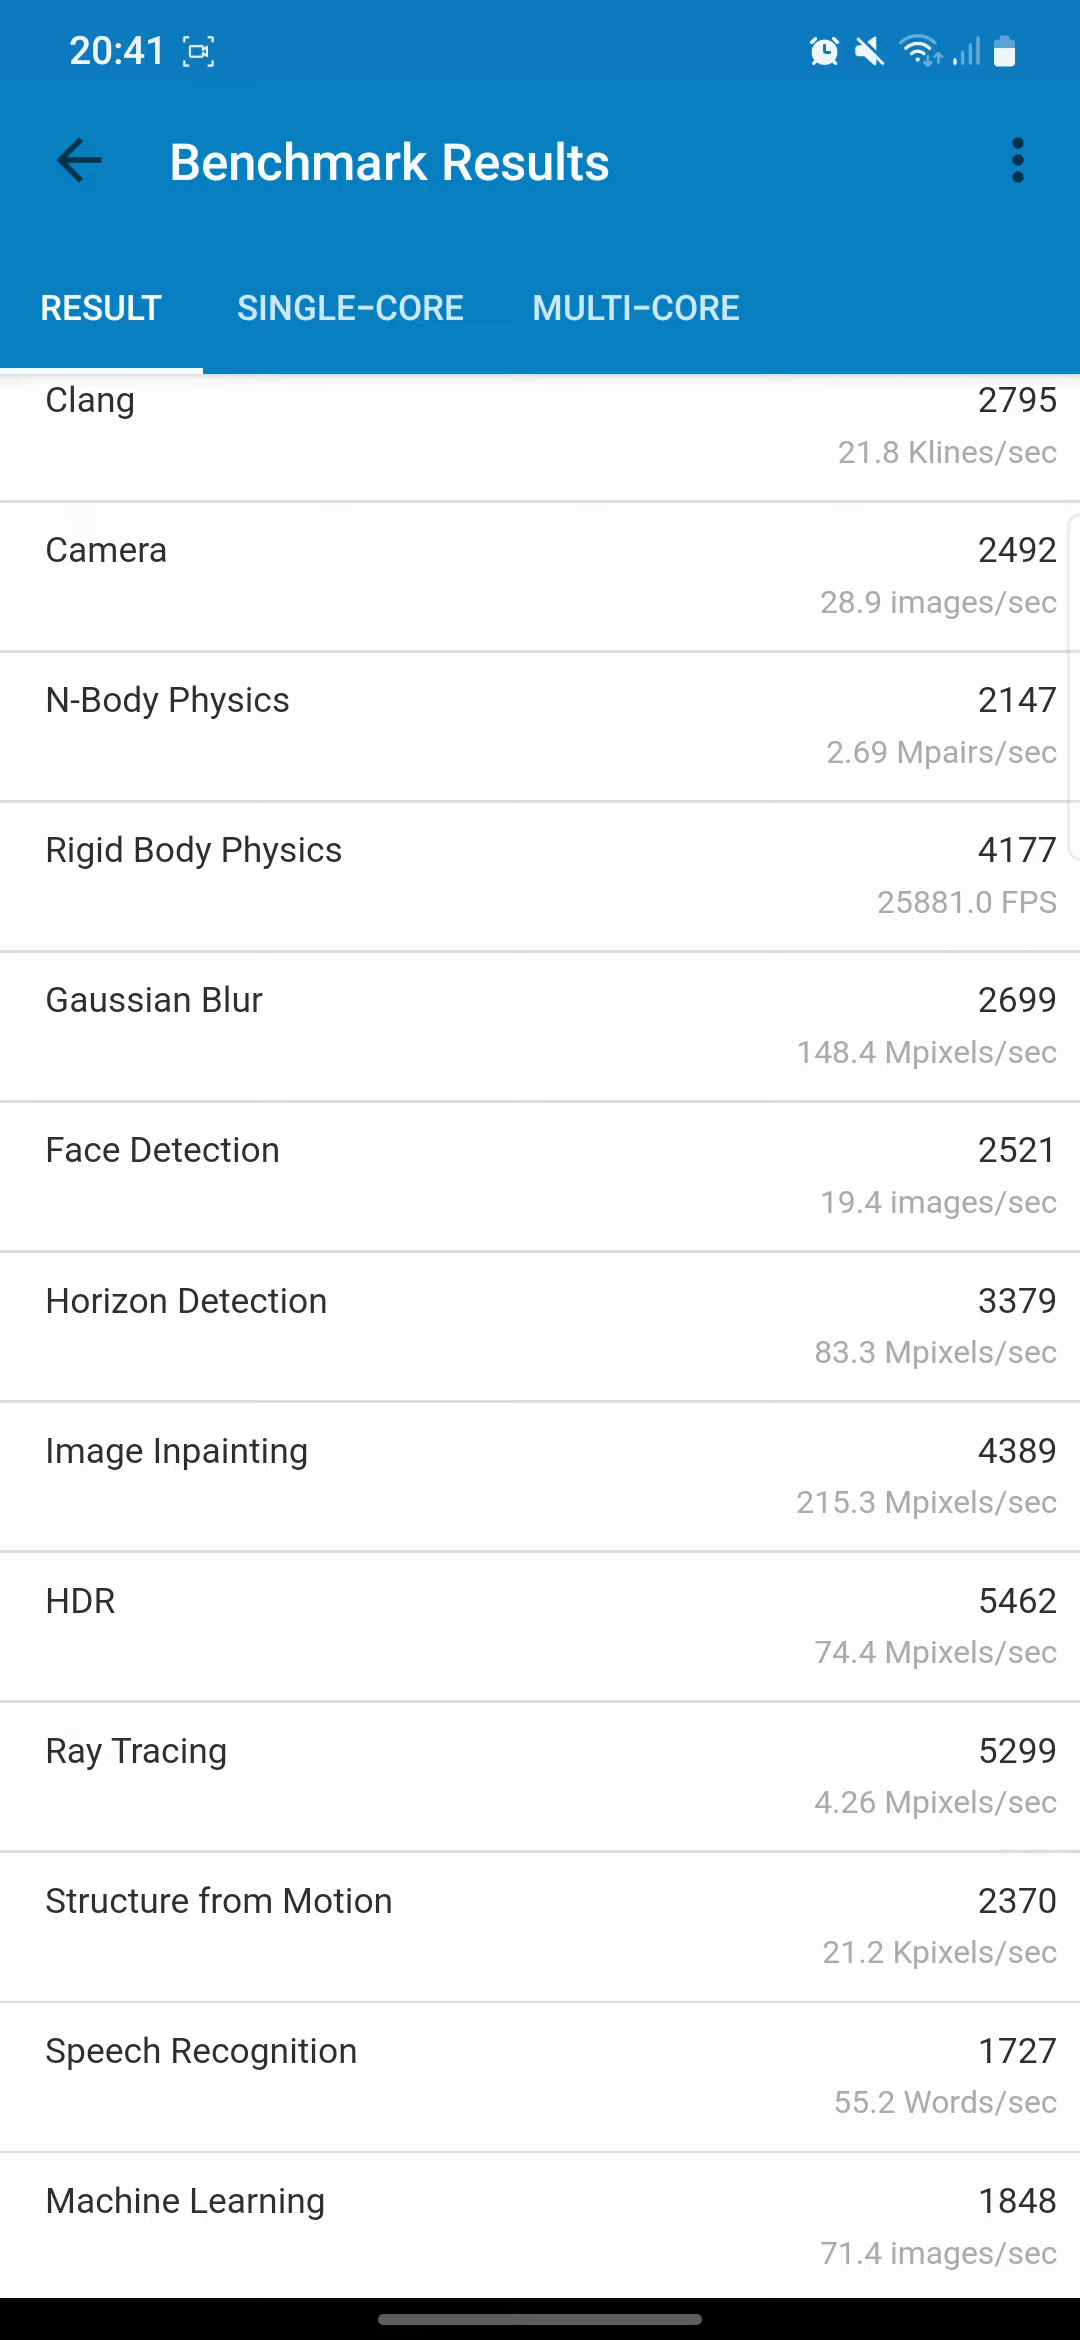 20:41
Benchmark Results
RESULT SINGLE-CORE MULTI-CORE
Clang 2795
21.8 Klines/sec
Camera 2492
28.9 images/sec
N-Body Physics 2147
2.69 Mpairs/sec
Rigid Body Physics 4177
25881.0 FPS
Gaussian Blur 2699
148.4 Mpixels/sec
Face Detection 2521
19.4 images/sec
Horizon Detection 3379
83.3 Mpixels/sec
Image Inpainting 4389
215.3 Mpixels/sec
HDR 5462
74.4 Mpixels/sec
Ray Tracing 5299
4.26 Mpixels/sec
Structure from Motion 2370
21.2 Kpixels/sec
Speech Recognition 1727
55.2 Words/sec
Machine Learning 1848
71.4 images/sec